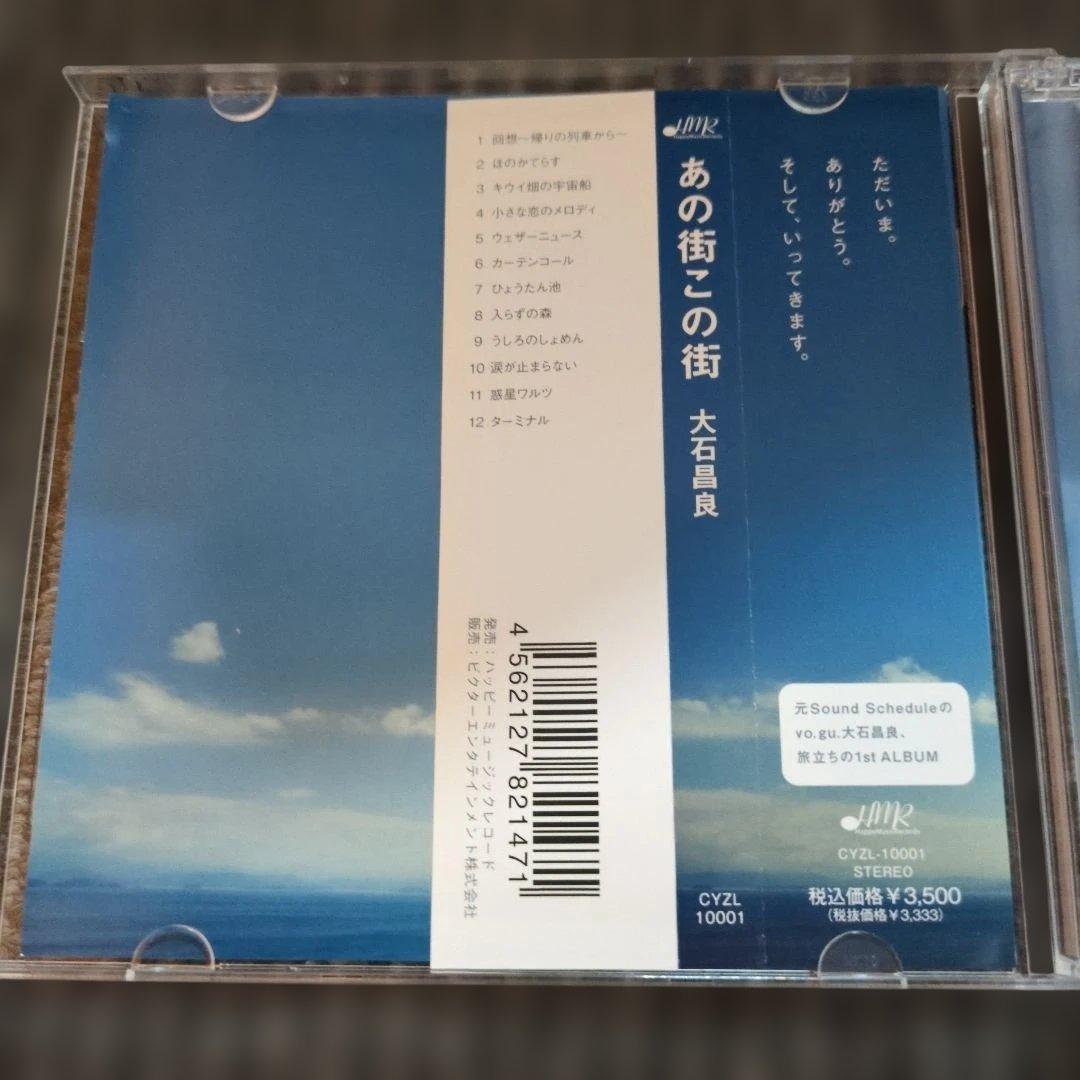 1 回想〜帰りの列車から〜
2 ほのかてらす
3 キウイ畑の宇宙船
4 小さな恋のメロディ
5 ウェザーニュース
6 カーテンコール
7 ひょうたん池
8 入らずの森
9 うしろのしょめん
10 涙が止まらない
11 惑星ワルツ
12 ターミナル
4 562127 821471
発売：ハッピーミュージックレコード
販売：ビクターエンタテインメント株式会社
HMR
HappieMusicRecords
あの街この街 大石昌良
CYZL
10001
ただいま。
ありがとう。
そして、いってきます。
元Sound Scheduleの
vo.gu.大石昌良、
旅立ちの1st ALBUM
HMR
HappieMusicRecords
CYZL-10001
STEREO
税込価格￥3,500
(税抜価格￥3,333)